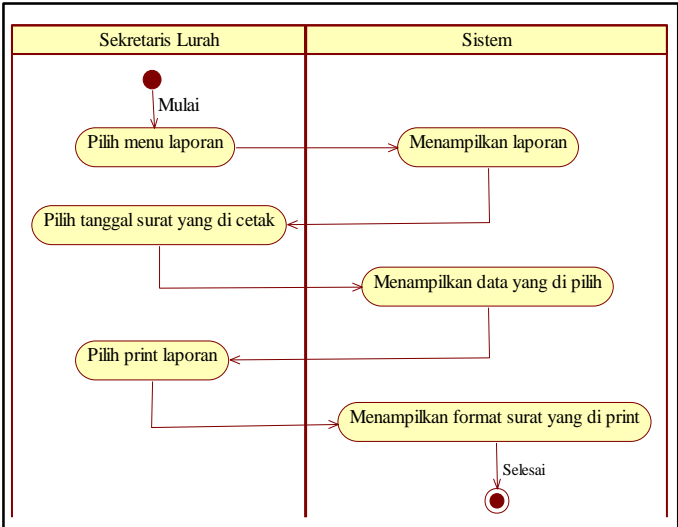 Sekretaris Lurah
Sistem
Mulai
Pilih menu laporan
Menampilkan laporan
Pilih tanggal surat yang di cetak
Menampilkan data yang di pilih
Pilih print laporan
Menampilkan format surat yang di print
Selesai